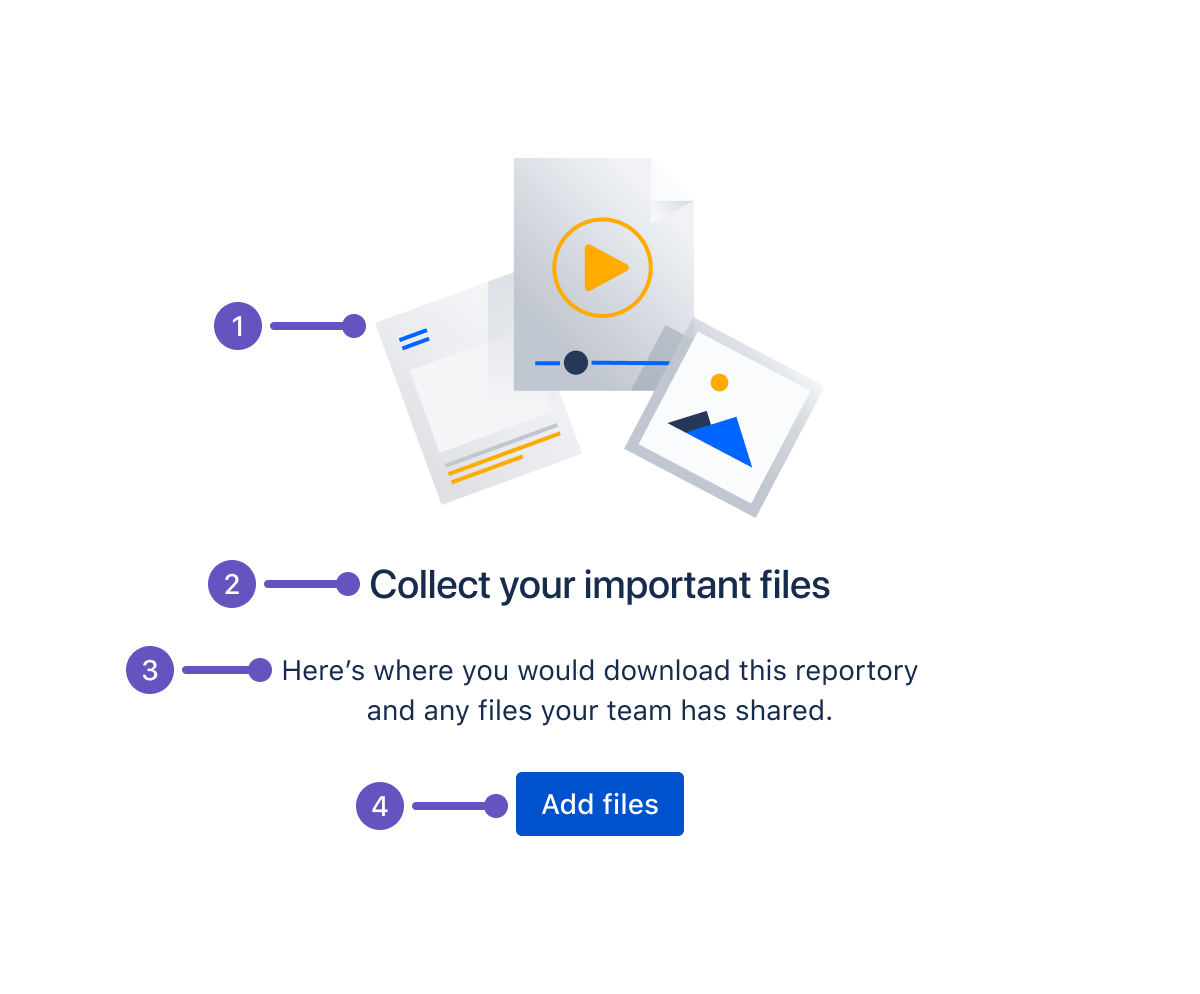 1
2 Collect your important files
3 Here’s where you would download this reportory
and any files your team has shared.
4 Add files